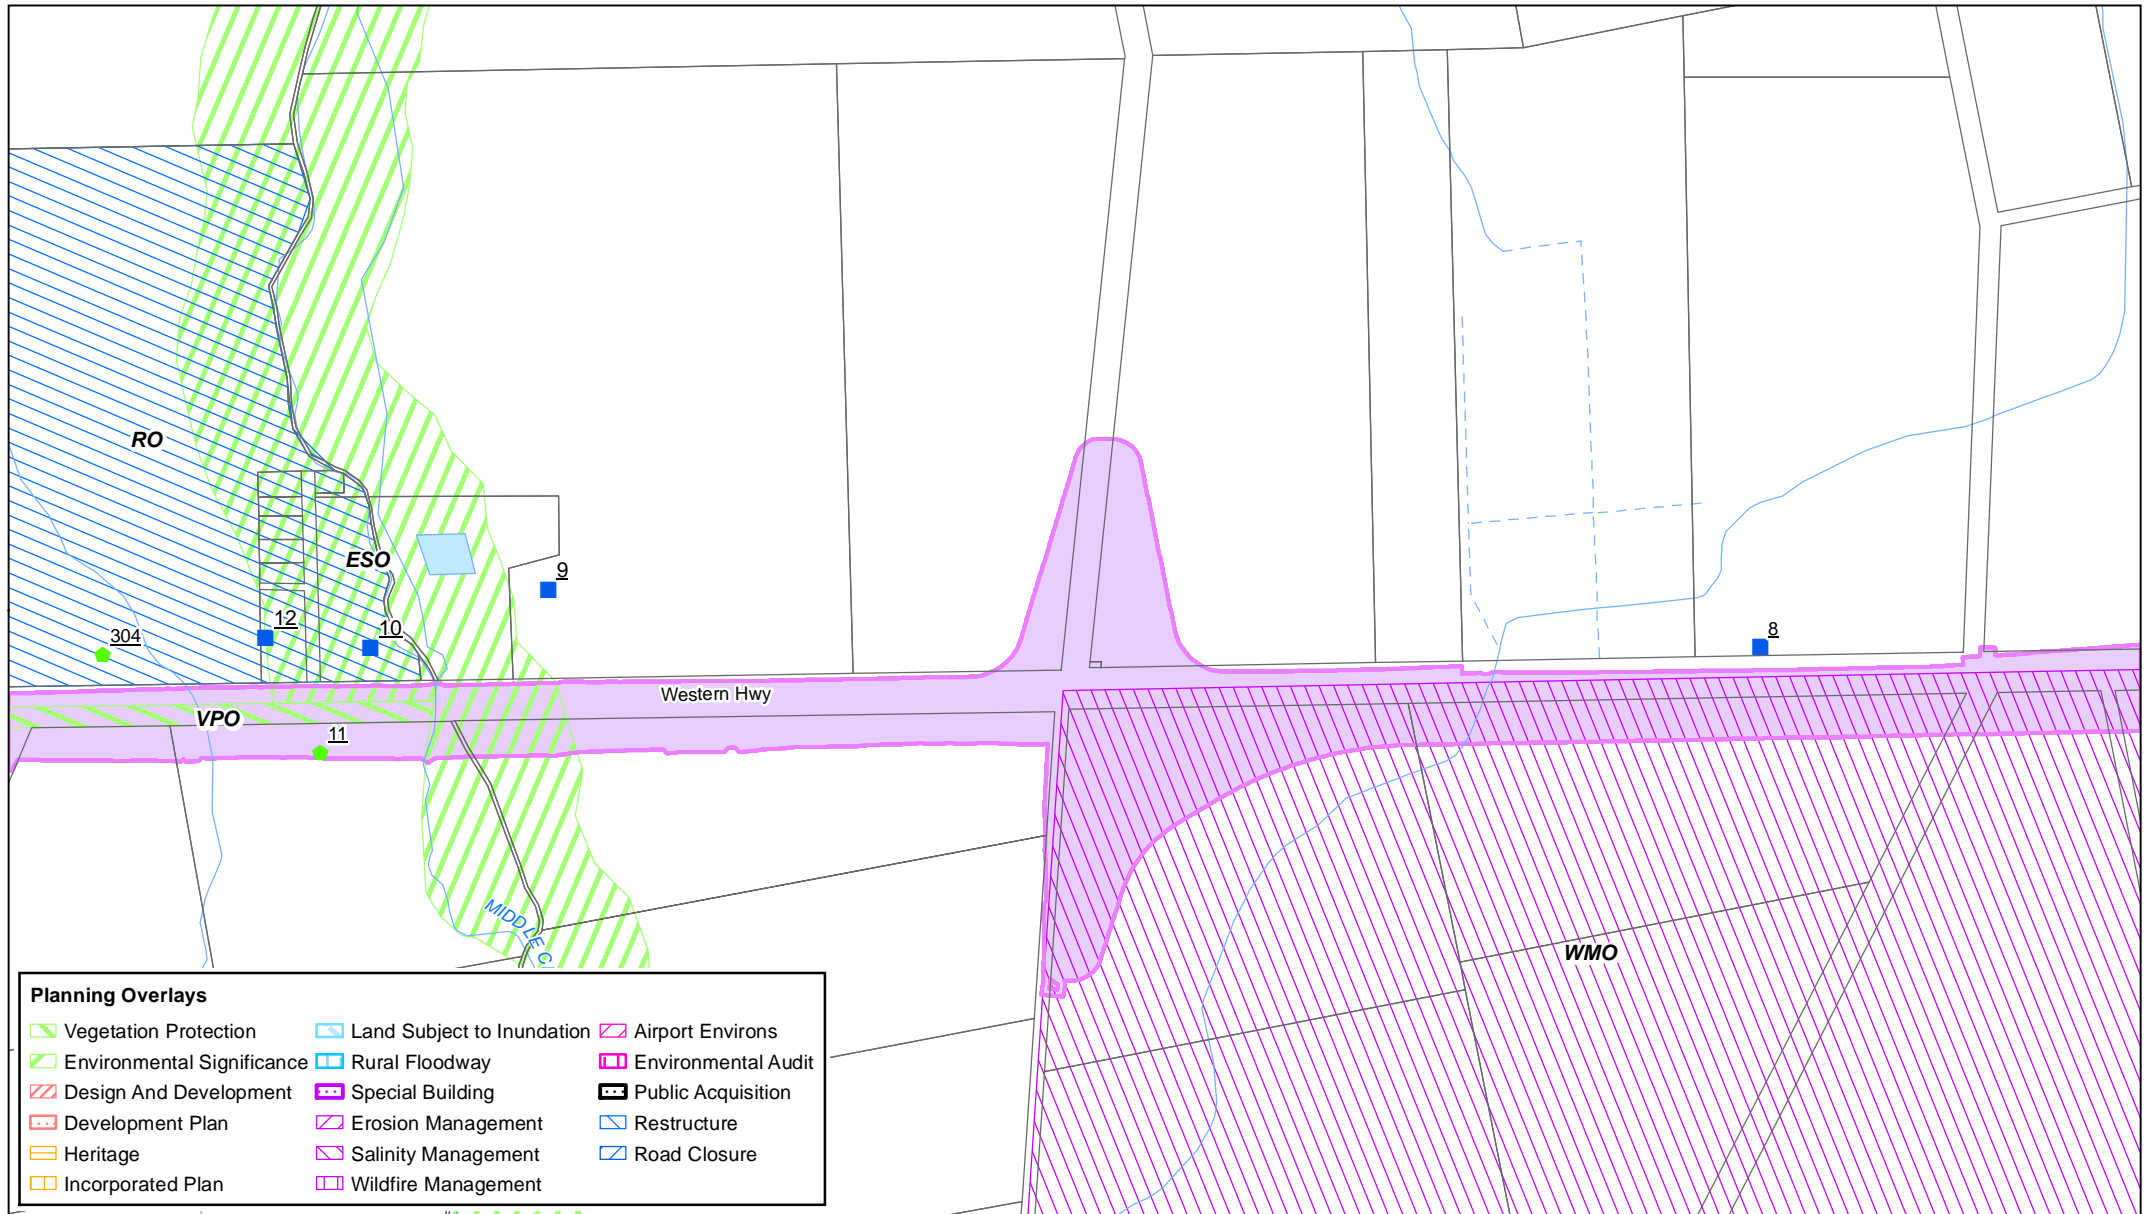 RO
ESO
9
12
10
304
8
Western Hwy
VPO
11
MIDDLE C
WMO
Planning Overlays
Vegetation Protection
Land Subject to Inundation
Airport Environs
Environmental Significance
Rural Floodway
Environmental Audit
Design And Development
Special Building
Public Acquisition
Development Plan
Erosion Management
Restructure
Heritage
Salinity Management
Road Closure
Incorporated Plan
Wildfire Management